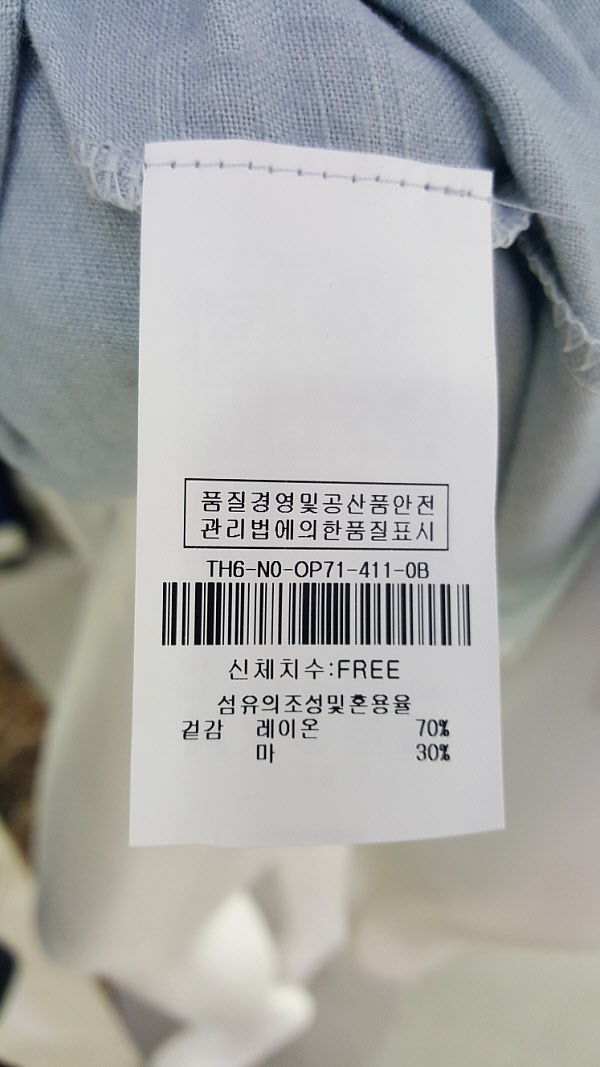 품질경영및공산품안전
관리법에의한품질표시
TH6-N0-OP71-411-0B
신체치수:FREE
섬유의조성및혼용율
겉감 레이온 70%
마 30%